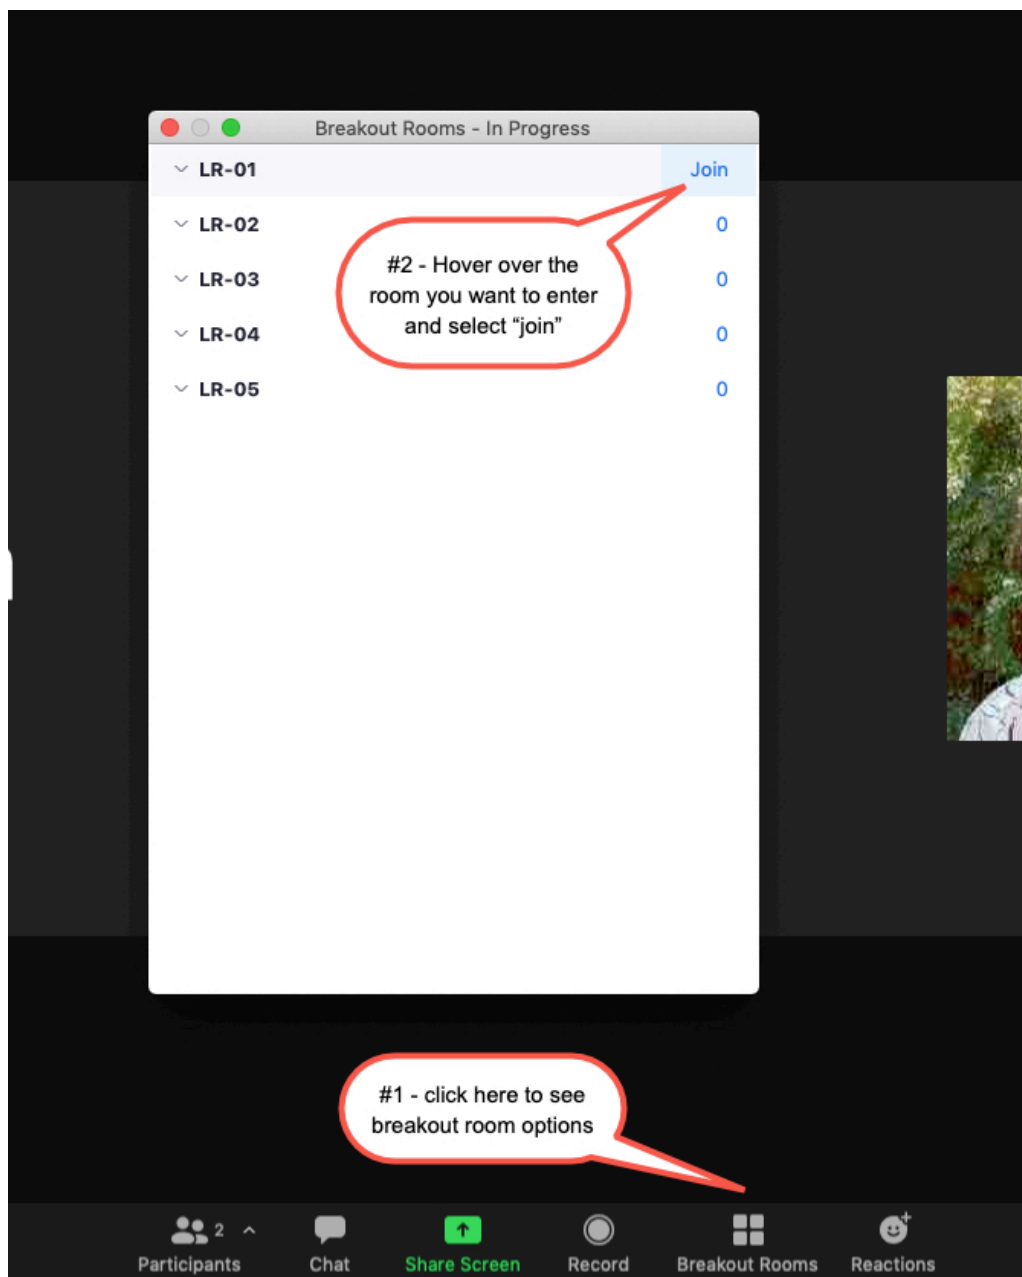 Breakout Rooms - In Progress
LR-01 Join
LR-02 0
LR-03 0
LR-04 0
LR-05 0
#2 - Hover over the
room you want to enter
and select “join”
#1 - click here to see
breakout room options
2
Participants Chat Share Screen Record Breakout Rooms Reactions